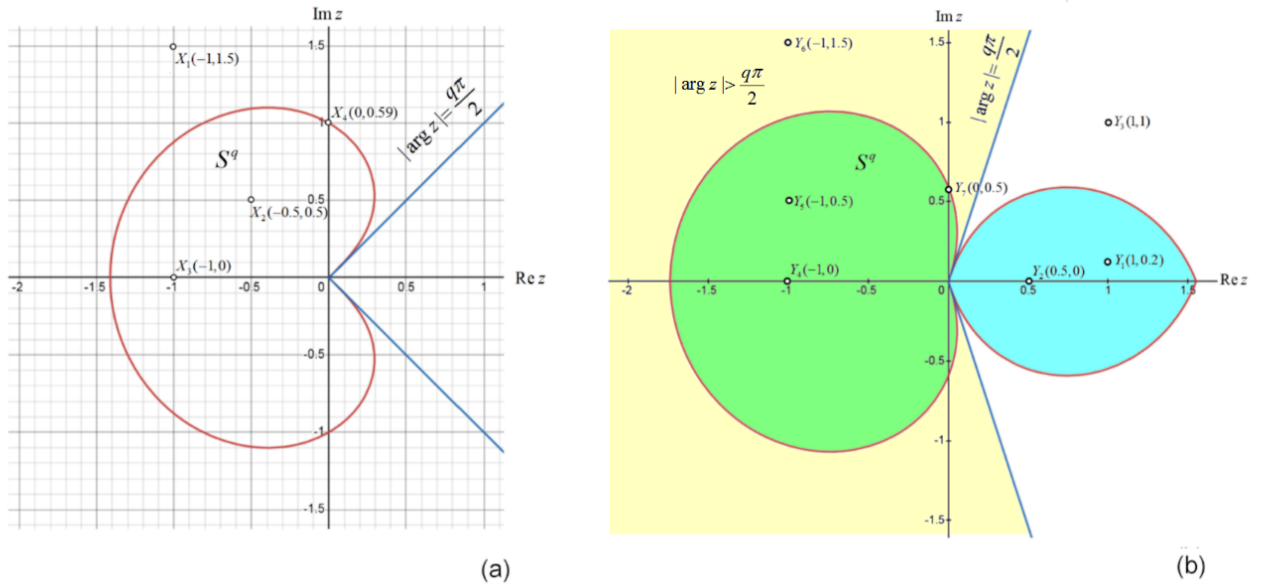 Im z
1.5
X₁(−1,1.5)
|arg z|=qπ/2
1
X₄(0,0.59)
S^q
0.5
X₂(−0.5,0.5)
X₃(−1,0)
Re z
-2
-1.5
-1
-0.5
0
0.5
1
-0.5
-1
-1.5
(a)
Im z
1.5
Y₆(−1,1.5)
|arg z|=qπ/2
|arg z|>qπ/2
1
Y₃(1,1)
S^q
Y₇(0,0.5)
0.5
Y₅(−1,0.5)
Y₄(−1,0)
Y₂(0.5,0)
Y₁(1,0.2)
Re z
-2
-1.5
-1
-0.5
0
0.5
1
1.5
-0.5
-1
-1.5
(b)